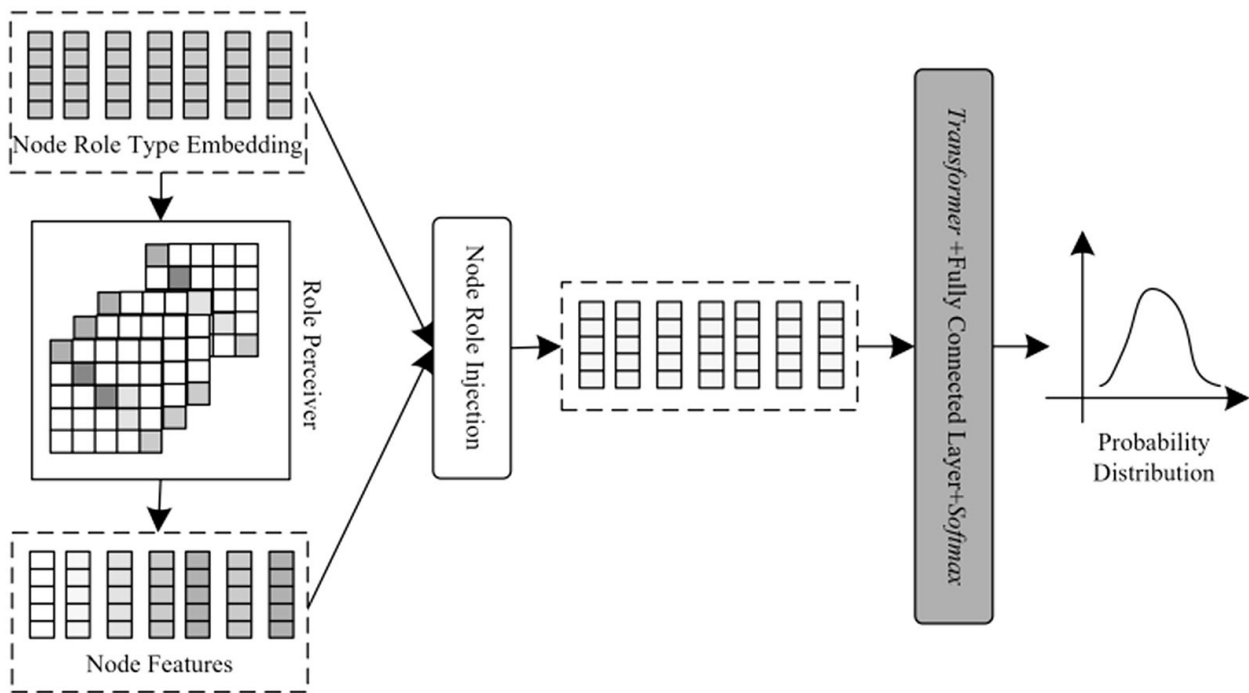 Node Role Type Embedding
Role Perceiver
Node Features
Node Role Injection
Transformer +Fully Connected Layer+Softmax
Probability
Distribution